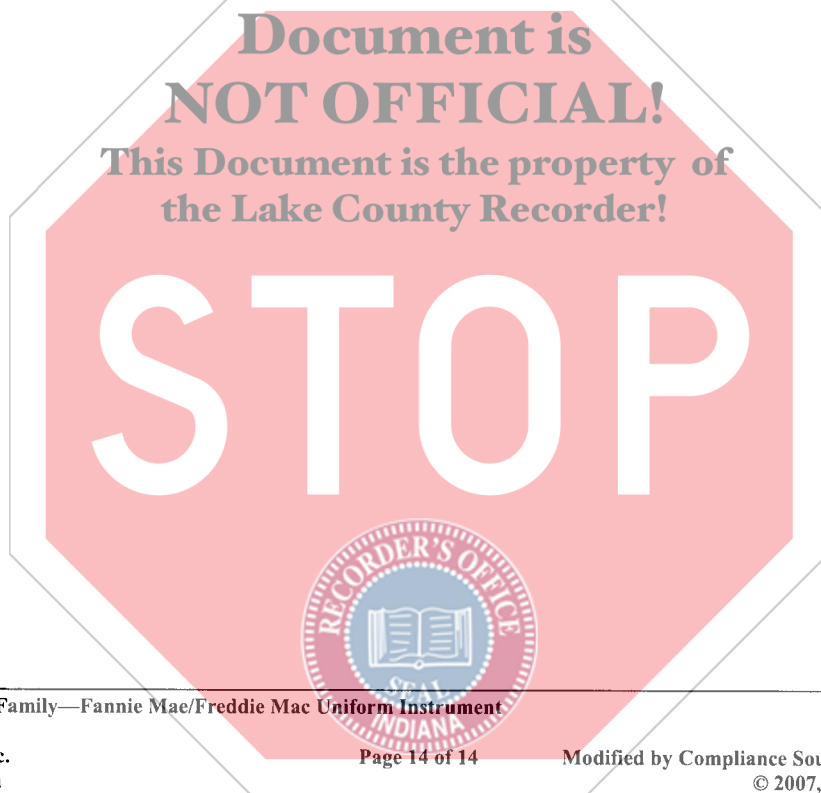 Document is
NOT OFFICIAL!
This Document is the property of
the Lake County Recorder!
STOP
RECORDER'S OFFICE
SEAL
INDIANA
Family—Fannie Mae/Freddie Mac Uniform Instrument
Page 14 of 14 Modified by Compliance Sou
© 2007,